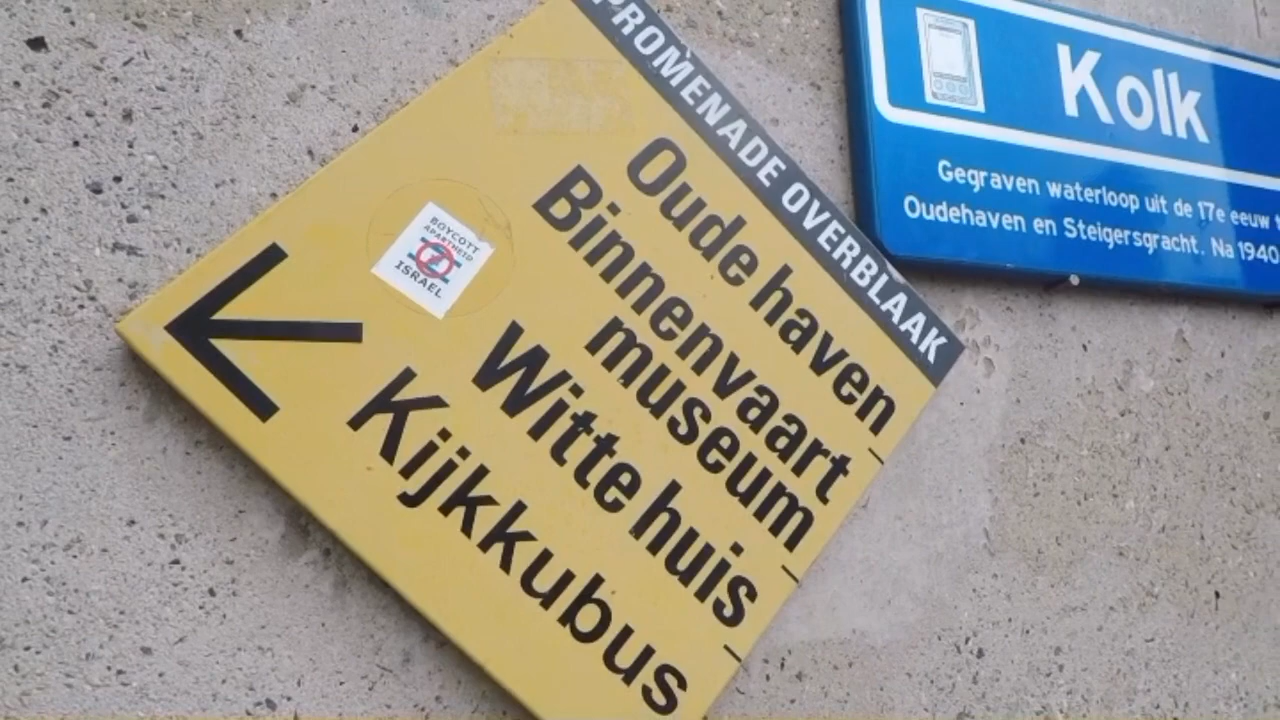 PROMENADE OVERBLAAK
Oude haven
Binnenvaart
museum
Witte huis
Kijkkubus
BOYCOTT
APARTHEID
ISRAEL
Kolk
Gegraven waterloop uit de 17e eeuw
Oudehaven en Steigersgracht. Na 1940